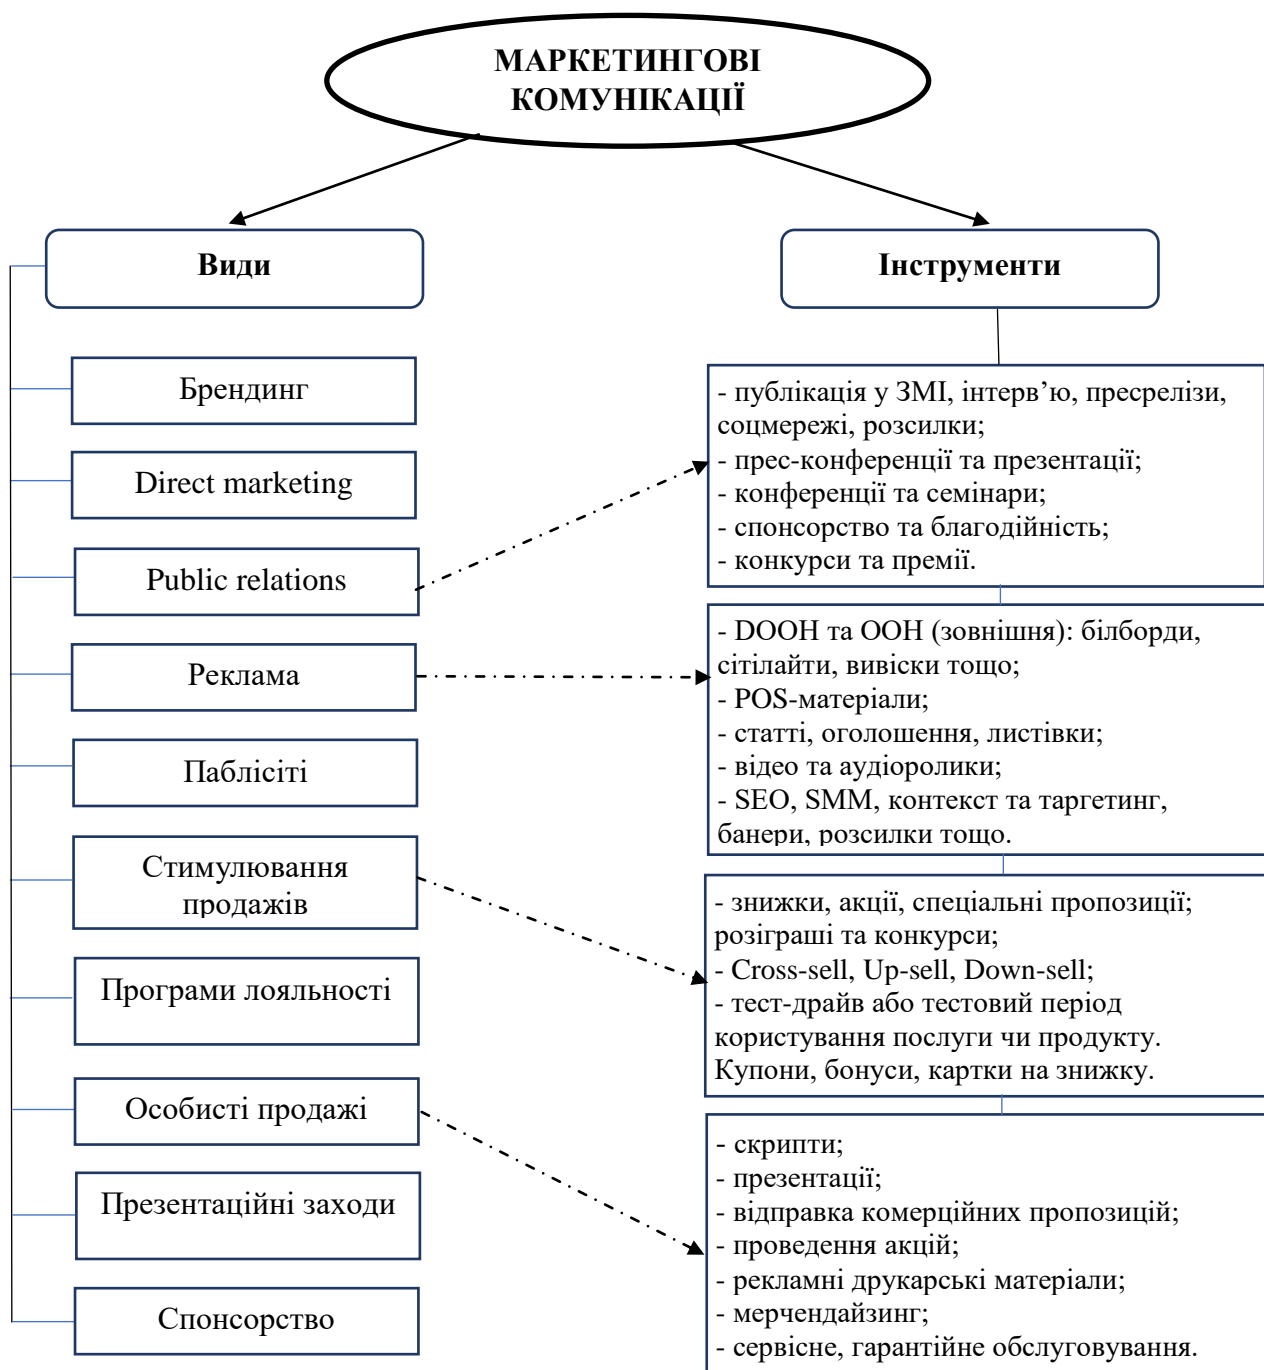 МАРКЕТИНГОВІ
КОМУНІКАЦІЇ
Види
Брендинг
Direct marketing
Public relations
Реклама
Паблісіті
Стимулювання
продажів
Програми лояльності
Особисті продажі
Презентаційні заходи
Спонсорство
Інструменти
- публікація у ЗМІ, інтерв’ю, пресрелізи,
соцмережі, розсилки;
- прес-конференції та презентації;
- конференції та семінари;
- спонсорство та благодійність;
- конкурси та премії.
- DOOH та OOH (зовнішня): білборди,
сітілайти, вивіски тощо;
- POS-матеріали;
- статті, оголошення, листівки;
- відео та аудіоролики;
- SEO, SMM, контекст та таргетинг,
банери, розсилки тощо.
- знижки, акції, спеціальні пропозиції;
розіграші та конкурси;
- Cross-sell, Up-sell, Down-sell;
- тест-драйв або тестовий період
користування послуги чи продукту.
Купони, бонуси, картки на знижку.
- скрипти;
- презентації;
- відправка комерційних пропозицій;
- проведення акцій;
- рекламні друкарські матеріали;
- мерчендайзинг;
- сервісне, гарантійне обслуговування.